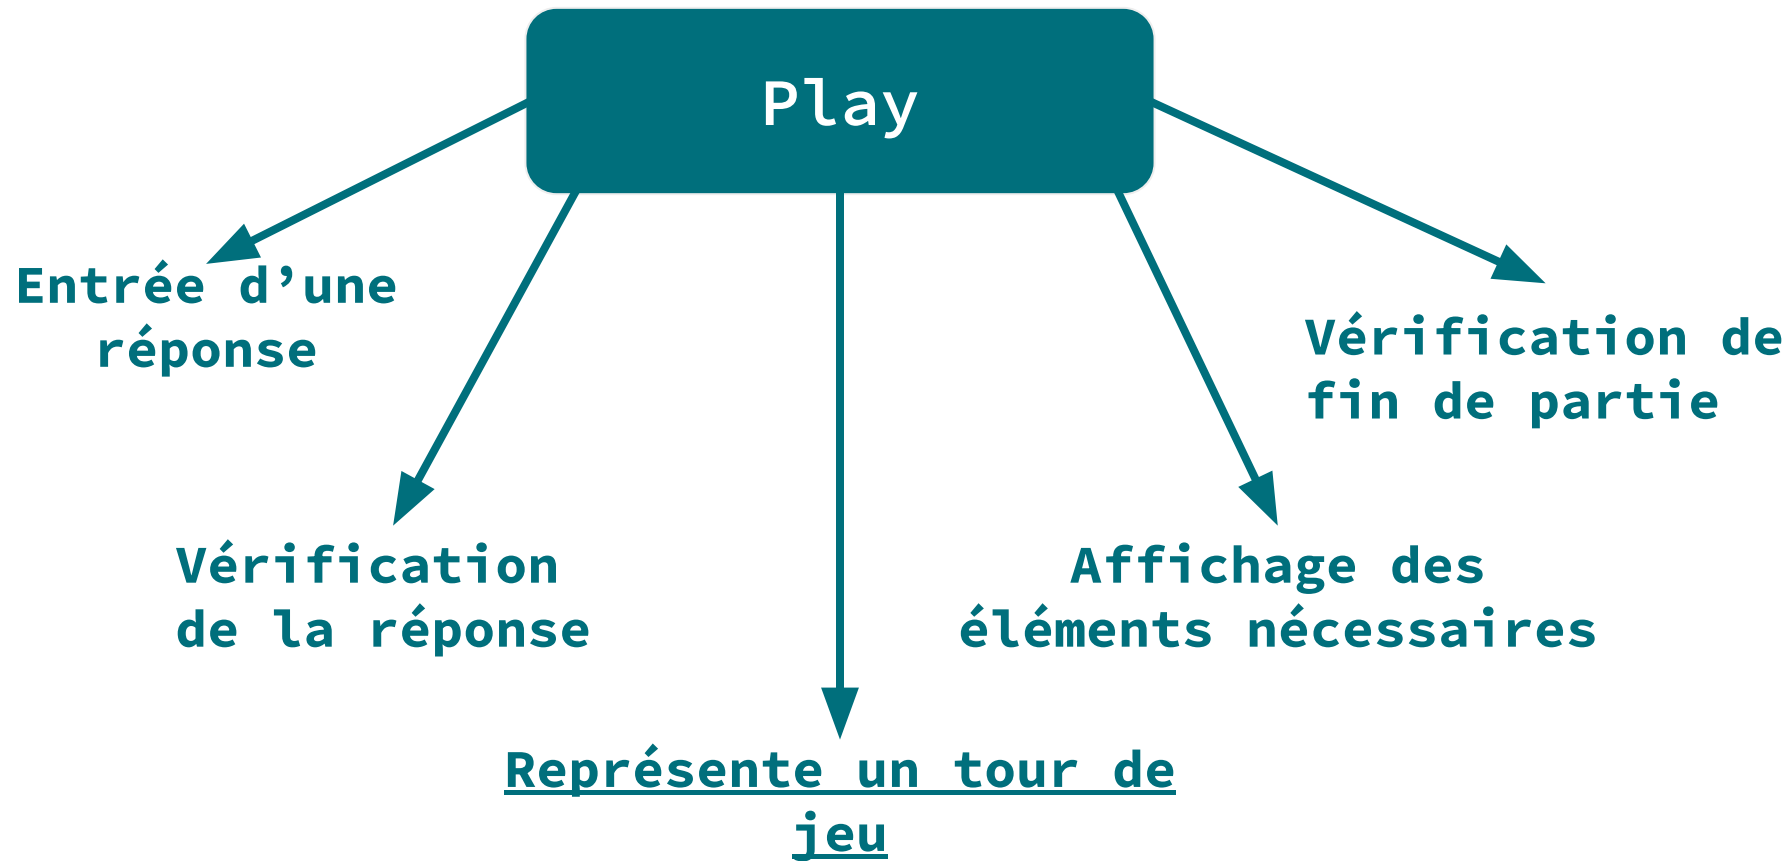 Play
Entrée d’une
réponse
Vérification de
fin de partie
Vérification
de la réponse
Affichage des
éléments nécessaires
Représente un tour de
jeu